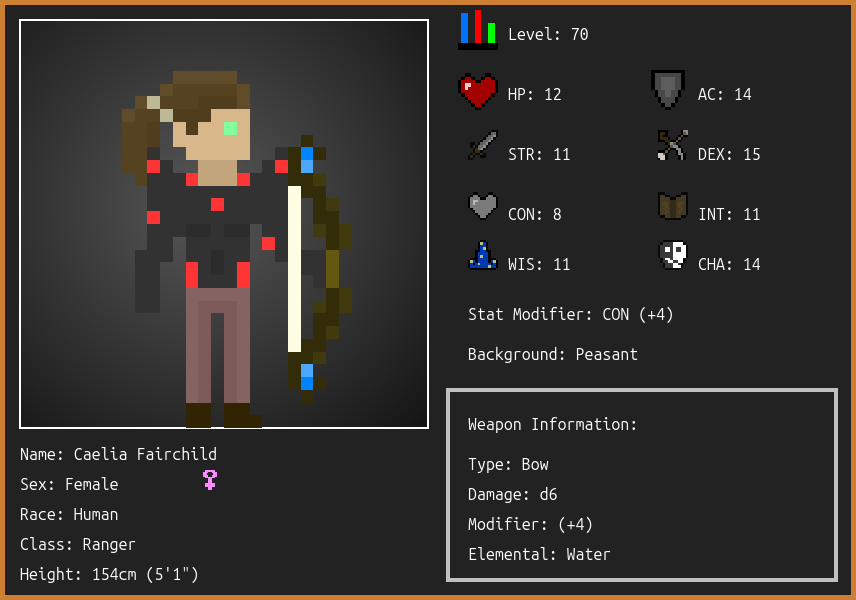 Level: 70
HP: 12
AC: 14
STR: 11
DEX: 15
CON: 8
INT: 11
WIS: 11
CHA: 14
Stat Modifier: CON (+4)
Background: Peasant
Weapon Information:
Type: Bow
Damage: d6
Modifier: (+4)
Elemental: Water
Name: Caelia Fairchild
Sex: Female
Race: Human
Class: Ranger
Height: 154cm (5'1")